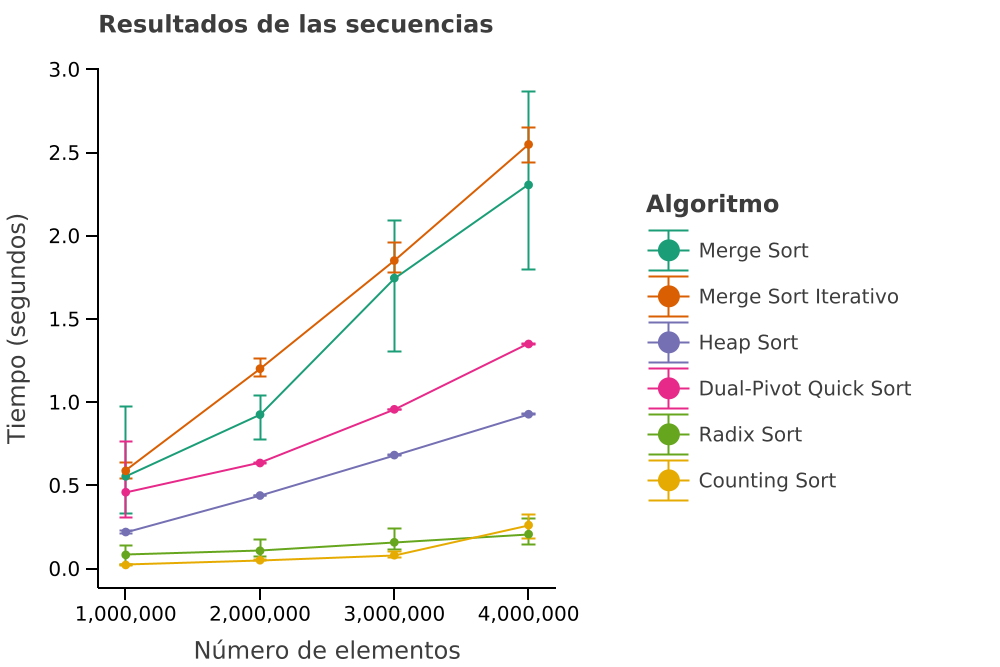 Resultados de las secuencias
3.0
2.5
2.0
1.5
1.0
0.5
0.0
Tiempo (segundos)
1,000,000 2,000,000 3,000,000 4,000,000
Número de elementos
Algoritmo
Merge Sort
Merge Sort Iterativo
Heap Sort
Dual-Pivot Quick Sort
Radix Sort
Counting Sort